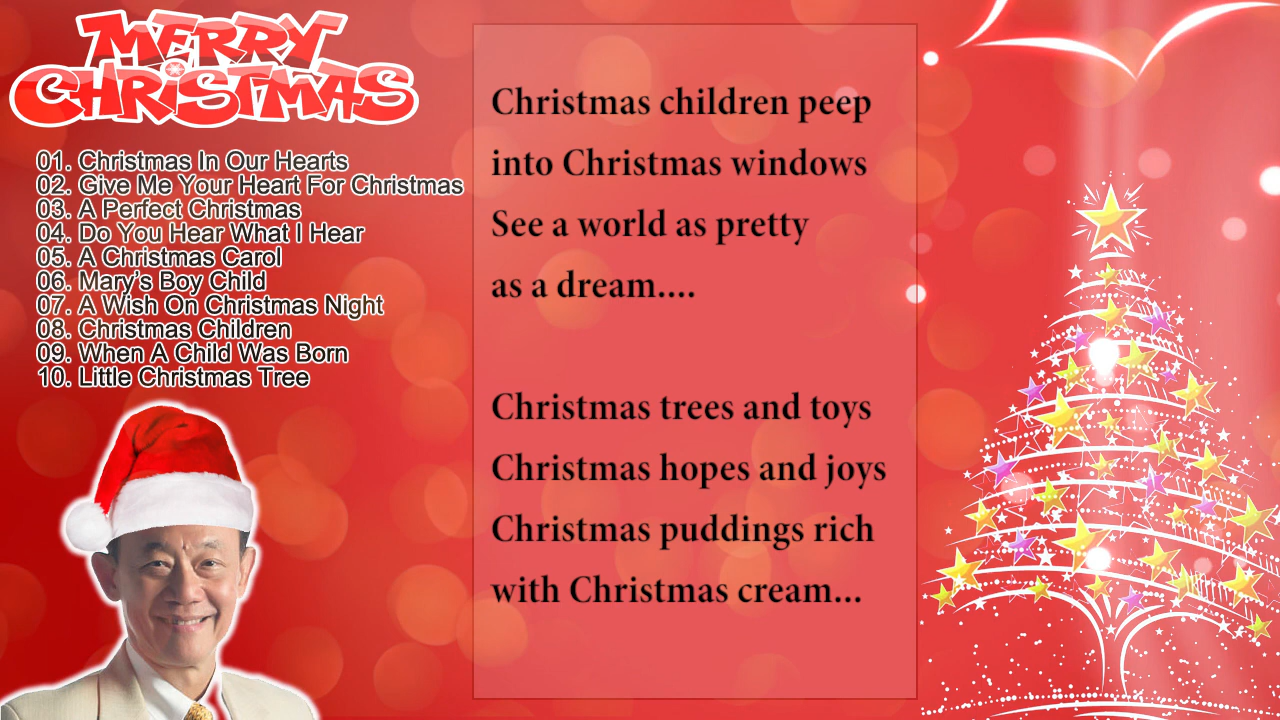 MERRY
CHRISTMAS
01. Christmas In Our Hearts
02. Give Me Your Heart For Christmas
03. A Perfect Christmas
04. Do You Hear What I Hear
05. A Christmas Carol
06. Mary's Boy Child
07. A Wish On Christmas Night
08. Christmas Children
09. When A Child Was Born
10. Little Christmas Tree
Christmas children peep
into Christmas windows
See a world as pretty
as a dream....
Christmas trees and toys
Christmas hopes and joys
Christmas puddings rich
with Christmas cream...